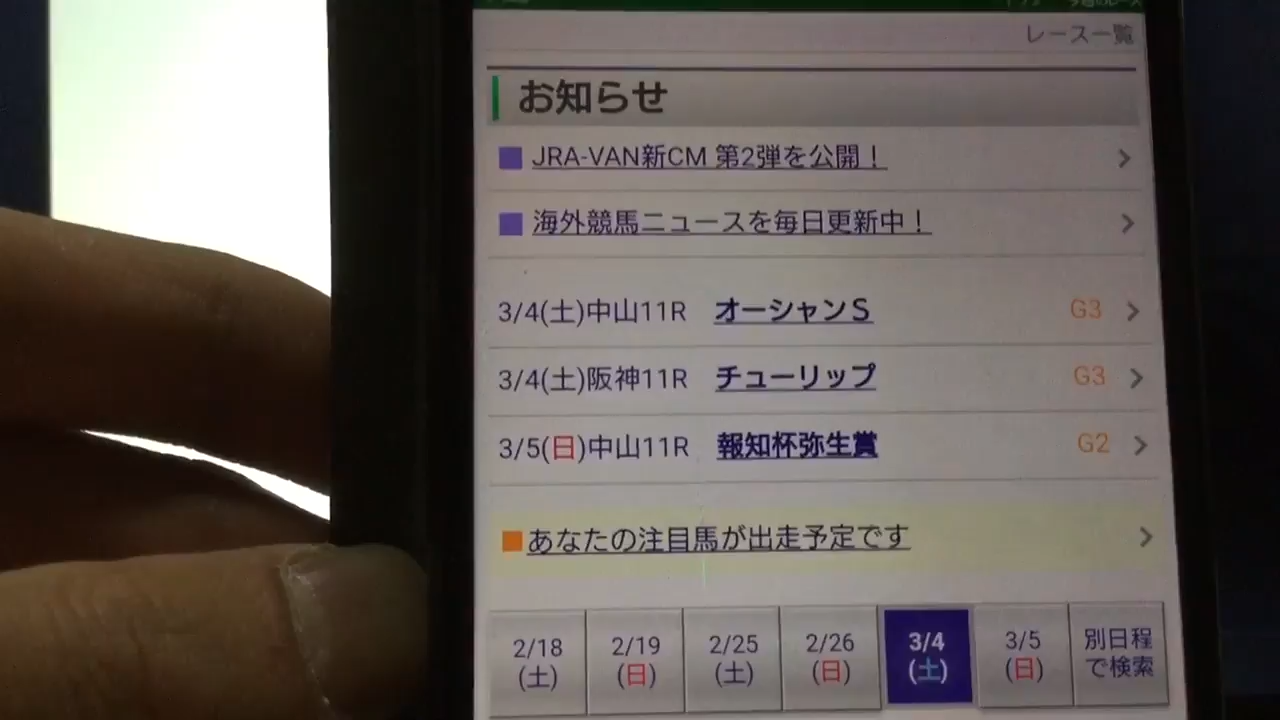 レース一覧
お知らせ
JRA-VAN新CM 第2弾を公開！
海外競馬ニュースを毎日更新中！
3/4(土)中山11R オーシャンS G3
3/4(土)阪神11R チューリップ G3
3/5(日)中山11R 報知杯弥生賞 G2
あなたの注目馬が出走予定です
2/18 2/19 2/25 2/26 3/4 3/5 別日程
(土) (日) (土) (日) (土) (日) で検索